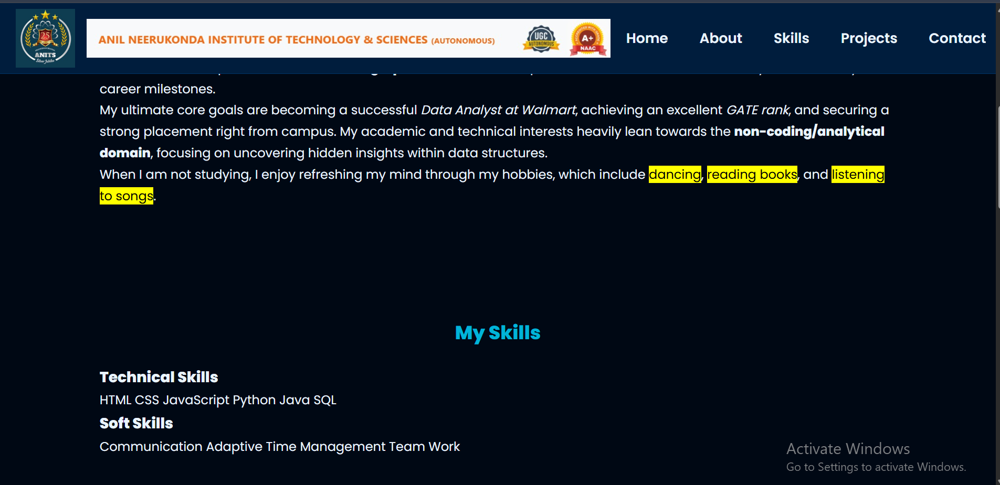 25
ANITS
Silver Jubilee
ANIL NEERUKONDA INSTITUTE OF TECHNOLOGY & SCIENCES (AUTONOMOUS)
UGC
AUTONOMOUS
A+
NAAC
Home
About
Skills
Projects
Contact
career milestones.
My ultimate core goals are becoming a successful Data Analyst at Walmart, achieving an excellent GATE rank, and securing a
strong placement right from campus. My academic and technical interests heavily lean towards the non-coding/analytical
domain, focusing on uncovering hidden insights within data structures.
When I am not studying, I enjoy refreshing my mind through my hobbies, which include dancing, reading books, and listening
to songs.
My Skills
Technical Skills
HTML CSS JavaScript Python Java SQL
Soft Skills
Communication Adaptive Time Management Team Work
Activate Windows
Go to Settings to activate Windows.